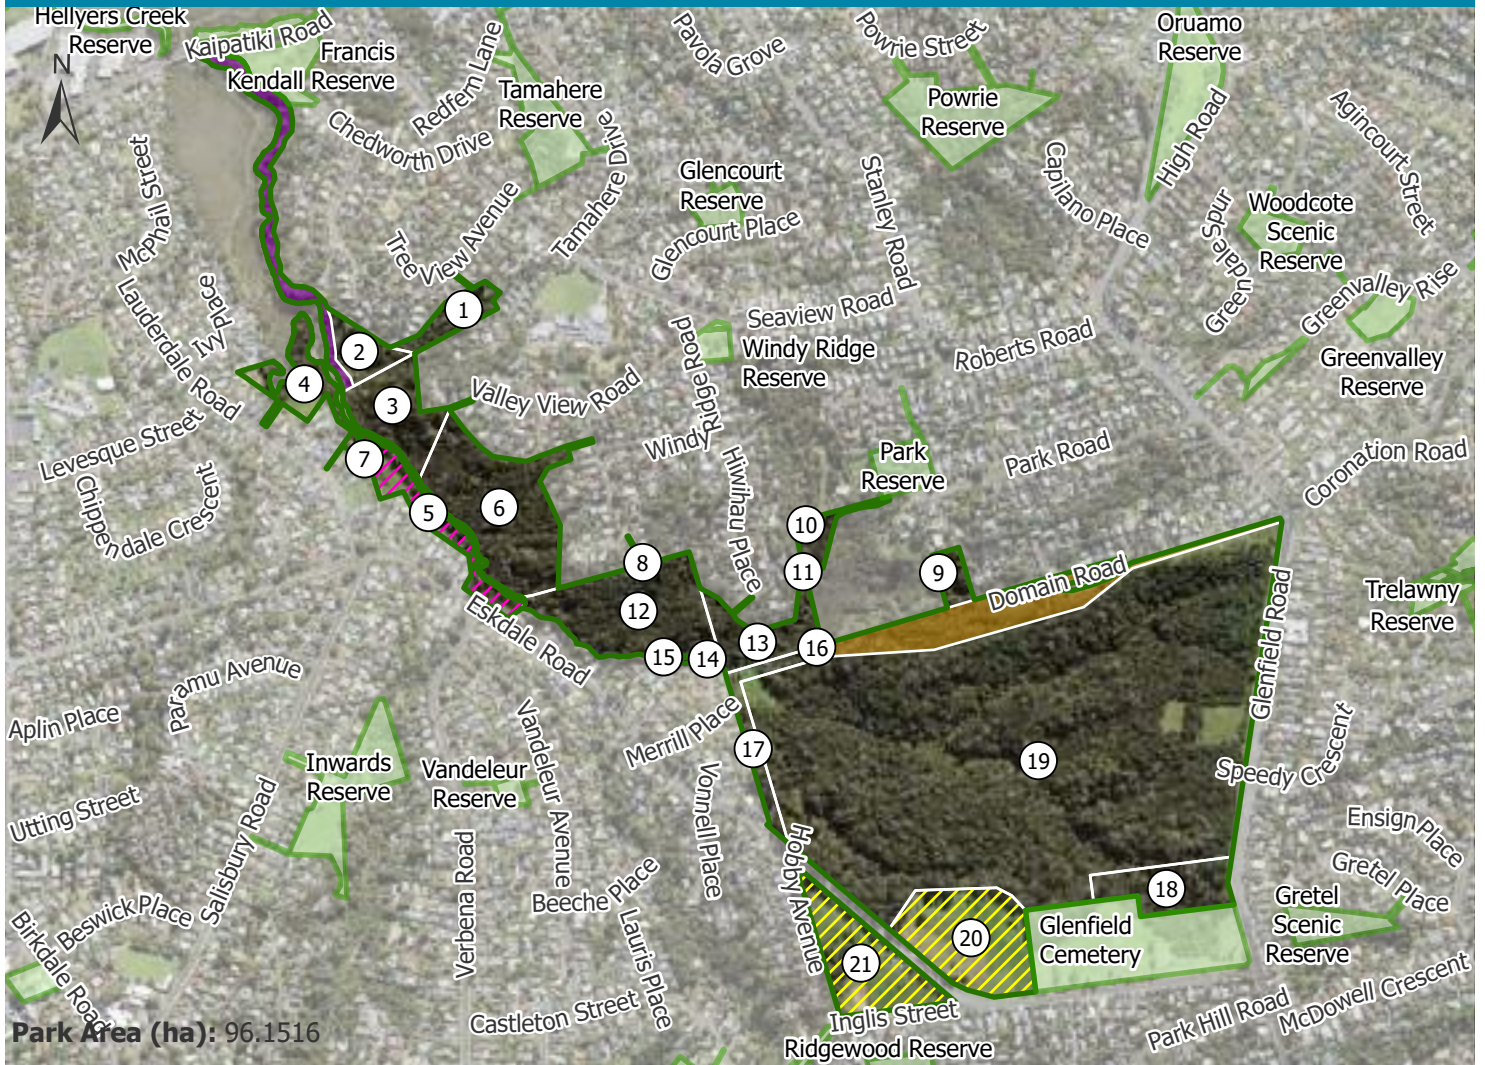 Hellyers Creek
Reserve
Kaipatiki Road
Francis
Kendall Reserve
N
Redfern Lane
Chedworth Drive
Tamahere
Reserve
Tamahere Drive
Pavola Grove
Powrie Street
Powrie
Reserve
Oruamo
Reserve
High Road
Agincourt Street
McPhail Street
Tree View Avenue
Glencourt
Reserve
Glencourt Place
Stanley Road
Capilano Place
Woodcote
Scenic
Reserve
Greendale Spur
Greenvalley Rise
Greenvalley
Reserve
Lauderdale Road
Ivy Place
Seaview Road
Windy Ridge
Reserve
Windy Ridge Road
Roberts Road
Valley View Road
Levesque Street
Chippendale Crescent
Hiwihau Place
Park
Reserve
Park Road
Coronation Road
1
2
3
4
5
6
7
8
9
10
11
12
13
14
15
16
17
18
19
20
21
Domain Road
Glenfield Road
Trelawny
Reserve
Eskdale Road
Paramu Avenue
Aplin Place
Merrill Place
Vandeleur Avenue
Inwards
Reserve
Vandeleur
Reserve
Vonnell Place
Speedy Crescent
Utting Street
Salisbury Road
Verbena Road
Beeche Place
Hobby Avenue
Ensign Place
Gretel Place
Gretel
Scenic
Reserve
Glenfield
Cemetery
Beswick Place
Birkdale Road
Lauris Place
Castleton Street
Inglis Street
Park Hill Road
McDowell Crescent
Ridgewood Reserve
Park Area (ha): 96.1516